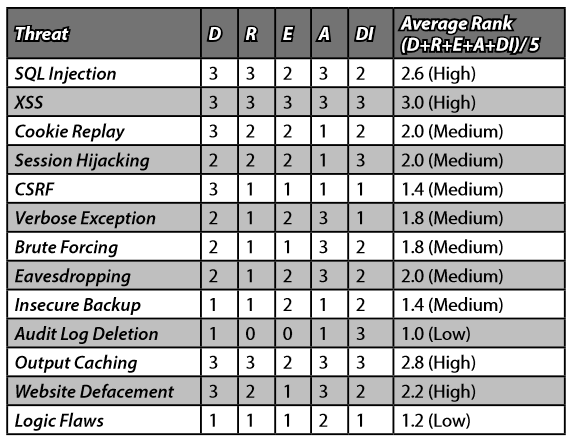 Threat D R E A DI Average Rank
(D+R+E+A+DI)/ 5
SQL Injection 3 3 2 3 2 2.6 (High)
XSS 3 3 3 3 3 3.0 (High)
Cookie Replay 3 2 2 1 2 2.0 (Medium)
Session Hijacking 2 2 2 1 3 2.0 (Medium)
CSRF 3 1 1 1 1 1.4 (Medium)
Verbose Exception 2 1 2 3 1 1.8 (Medium)
Brute Forcing 2 1 1 3 2 1.8 (Medium)
Eavesdropping 2 1 2 3 2 2.0 (Medium)
Insecure Backup 1 1 2 1 2 1.4 (Medium)
Audit Log Deletion 1 0 0 1 3 1.0 (Low)
Output Caching 3 3 2 3 3 2.8 (High)
Website Defacement 3 2 1 3 2 2.2 (High)
Logic Flaws 1 1 1 2 1 1.2 (Low)